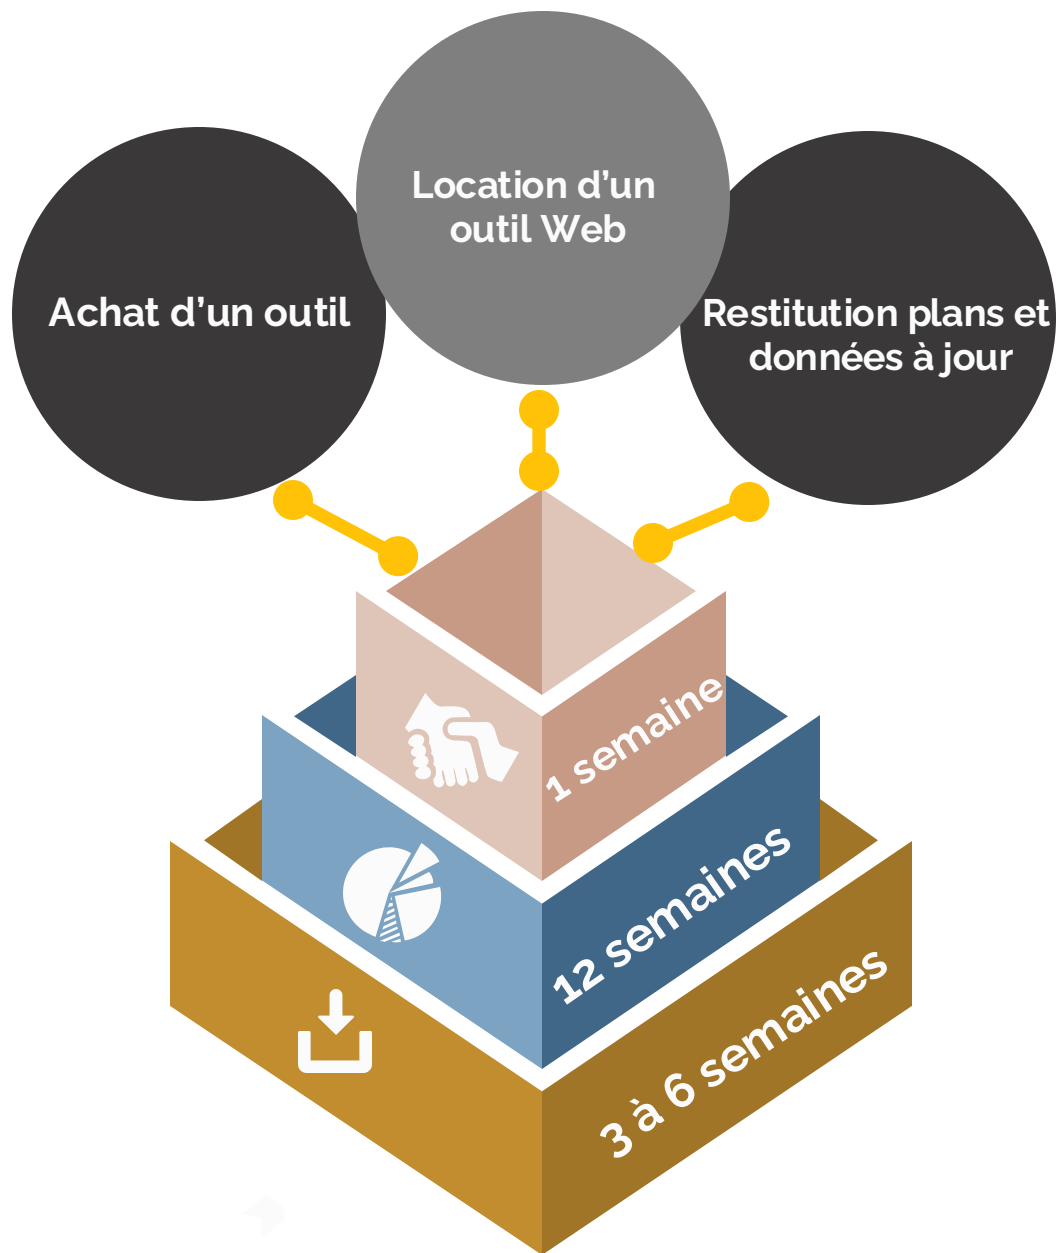 Location d’un
outil Web
Achat d’un outil
Restitution plans et
données à jour
1 semaine
12 semaines
3 à 6 semaines